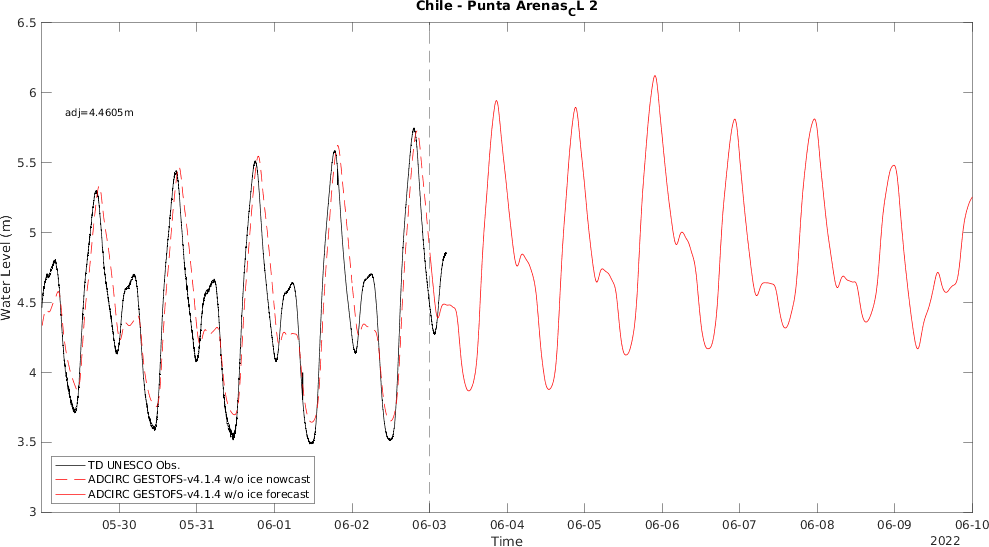 Chile - Punta Arenas_CL 2
6.5
6
5.5
5
4.5
4
3.5
3
Water Level (m)
adj=4.4605m
TD UNESCO Obs.
ADCIRC GESTOFS-v4.1.4 w/o ice nowcast
ADCIRC GESTOFS-v4.1.4 w/o ice forecast
05-30 05-31 06-01 06-02 06-03 06-04 06-05 06-06 06-07 06-08 06-09 06-10
Time
2022